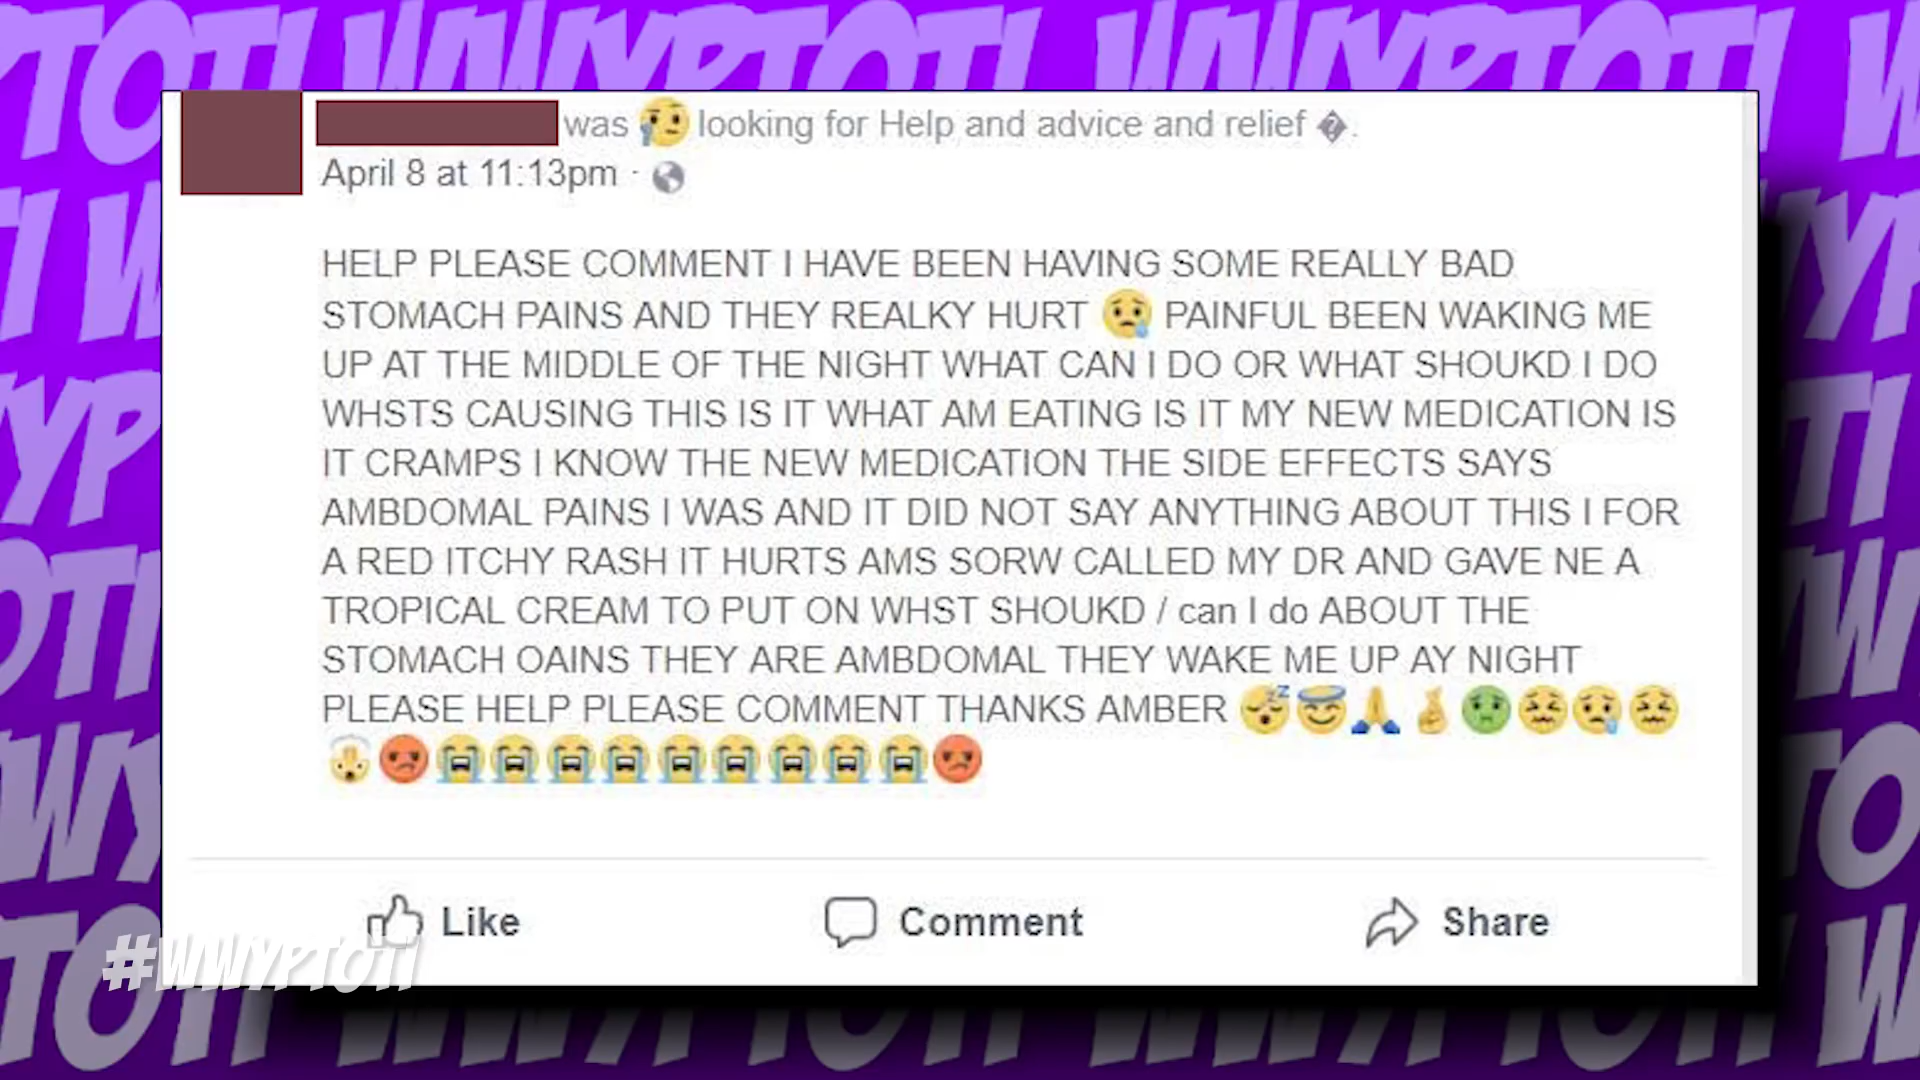 was 🤥 looking for Help and advice and relief �.
April 8 at 11:13pm ·
HELP PLEASE COMMENT I HAVE BEEN HAVING SOME REALLY BAD
STOMACH PAINS AND THEY REALKY HURT 😢 PAINFUL BEEN WAKING ME
UP AT THE MIDDLE OF THE NIGHT WHAT CAN I DO OR WHAT SHOUKD I DO
WHSTS CAUSING THIS IS IT WHAT AM EATING IS IT MY NEW MEDICATION IS
IT CRAMPS I KNOW THE NEW MEDICATION THE SIDE EFFECTS SAYS
AMBDOMAL PAINS I WAS AND IT DID NOT SAY ANYTHING ABOUT THIS I FOR
A RED ITCHY RASH IT HURTS AMS SORW CALLED MY DR AND GAVE NE A
TROPICAL CREAM TO PUT ON WHST SHOUKD / can I do ABOUT THE
STOMACH OAINS THEY ARE AMBDOMAL THEY WAKE ME UP AY NIGHT
PLEASE HELP PLEASE COMMENT THANKS AMBER 😴😇🙏🤞🤢😖😢😖
🤯😡😭😭😭😭😭😭😭😭😭😡
Like Comment Share
#WWYPTOTI